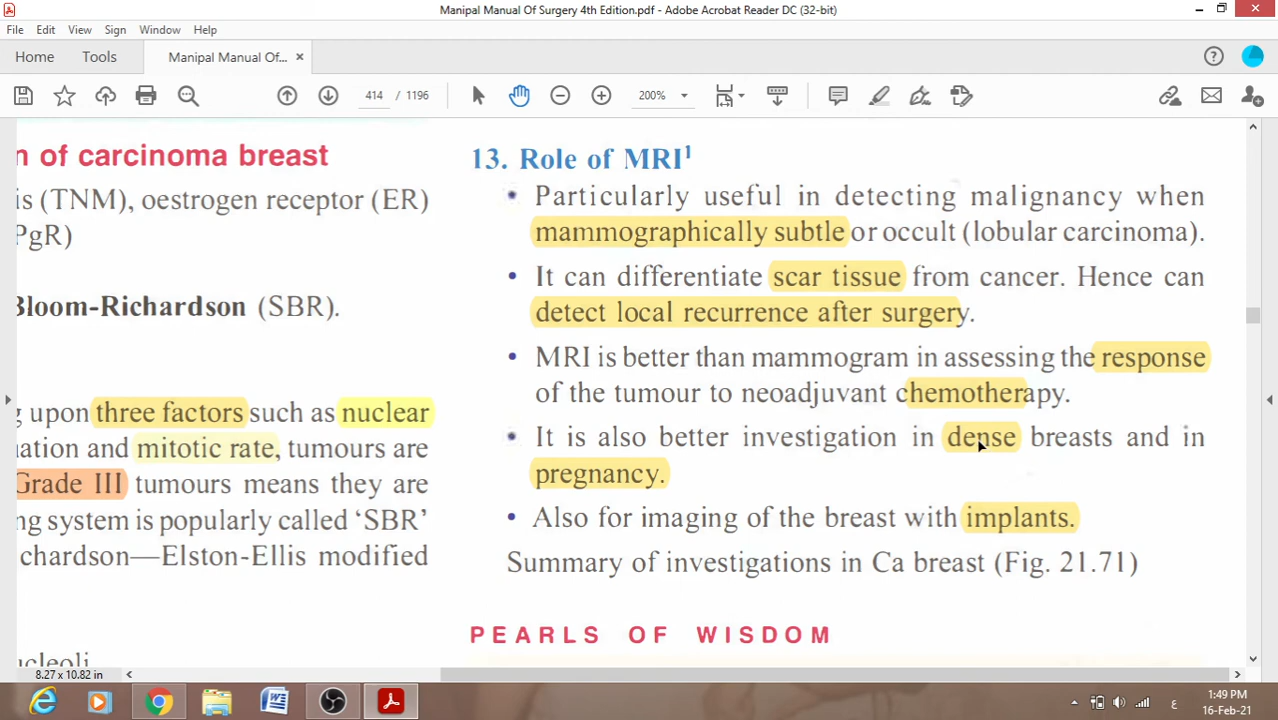 Manipal Manual Of Surgery 4th Edition.pdf - Adobe Acrobat Reader DC (32-bit)
File Edit View Sign Window Help
Home Tools Manipal Manual Of... ×
414 / 1196 200%
n of carcinoma breast
is (TNM), oestrogen receptor (ER)
PgR)
Bloom-Richardson (SBR).
g upon three factors such as nuclear
ation and mitotic rate, tumours are
Grade III tumours means they are
ng system is popularly called ‘SBR’
chardson—Elston-Ellis modified
ucleoli
13. Role of MRI¹
• Particularly useful in detecting malignancy when
mammographically subtle or occult (lobular carcinoma).
• It can differentiate scar tissue from cancer. Hence can
detect local recurrence after surgery.
• MRI is better than mammogram in assessing the response
of the tumour to neoadjuvant chemotherapy.
• It is also better investigation in dense breasts and in
pregnancy.
• Also for imaging of the breast with implants.
Summary of investigations in Ca breast (Fig. 21.71)
PEARLS OF WISDOM
8.27 x 10.82 in
ع
1:49 PM
16-Feb-21